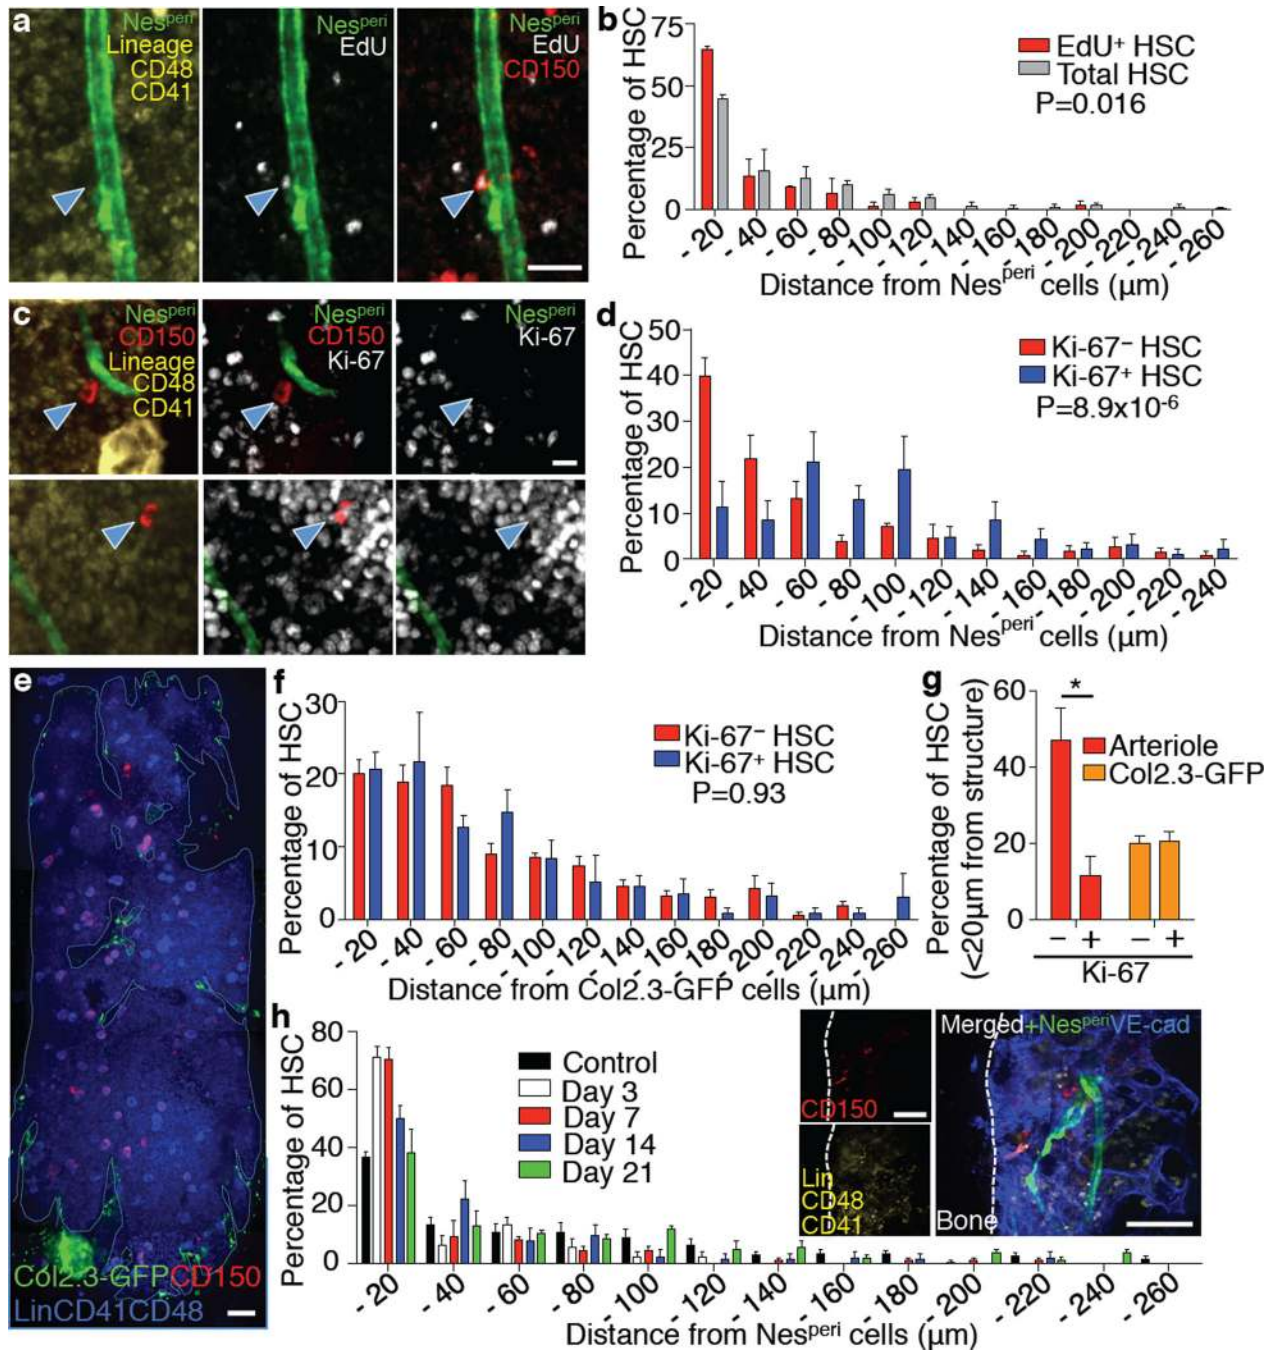 a
Nesperi
Lineage
CD48
CD41
Nesperi
EdU
Nesperi
EdU
CD150
b
Percentage of HSC
75
50
25
0
EdU+ HSC
Total HSC
P=0.016
- 20
- 40
- 60
- 80
- 100
- 120
- 140
- 160
- 180
- 200
- 220
- 240
- 260
Distance from Nesperi cells (µm)
c
Nesperi
CD150
Lineage
CD48
CD41
Nesperi
CD150
Ki-67
Nesperi
Ki-67
d
Percentage of HSC
50
40
30
20
10
0
Ki-67− HSC
Ki-67+ HSC
P=8.9x10-6
- 20
- 40
- 60
- 80
- 100
- 120
- 140
- 160
- 180
- 200
- 220
- 240
Distance from Nesperi cells (µm)
e
Col2.3-GFP CD150
LinCD41CD48
f
Percentage of HSC
30
20
10
0
Ki-67− HSC
Ki-67+ HSC
P=0.93
- 20
- 40
- 60
- 80
- 100
- 120
- 140
- 160
- 180
- 200
- 220
- 240
- 260
Distance from Col2.3-GFP cells (µm)
g
Percentage of HSC
(<20µm from structure)
60
40
20
0
*
Arteriole
Col2.3-GFP
− + − +
Ki-67
h
Percentage of HSC
80
60
40
20
0
Control
Day 3
Day 7
Day 14
Day 21
- 20
- 40
- 60
- 80
- 100
- 120
- 140
- 160
- 180
- 200
- 220
- 240
- 260
Distance from Nesperi cells (µm)
CD150
Lin
CD48
CD41
Merged+NesperiVE-cad
Bone